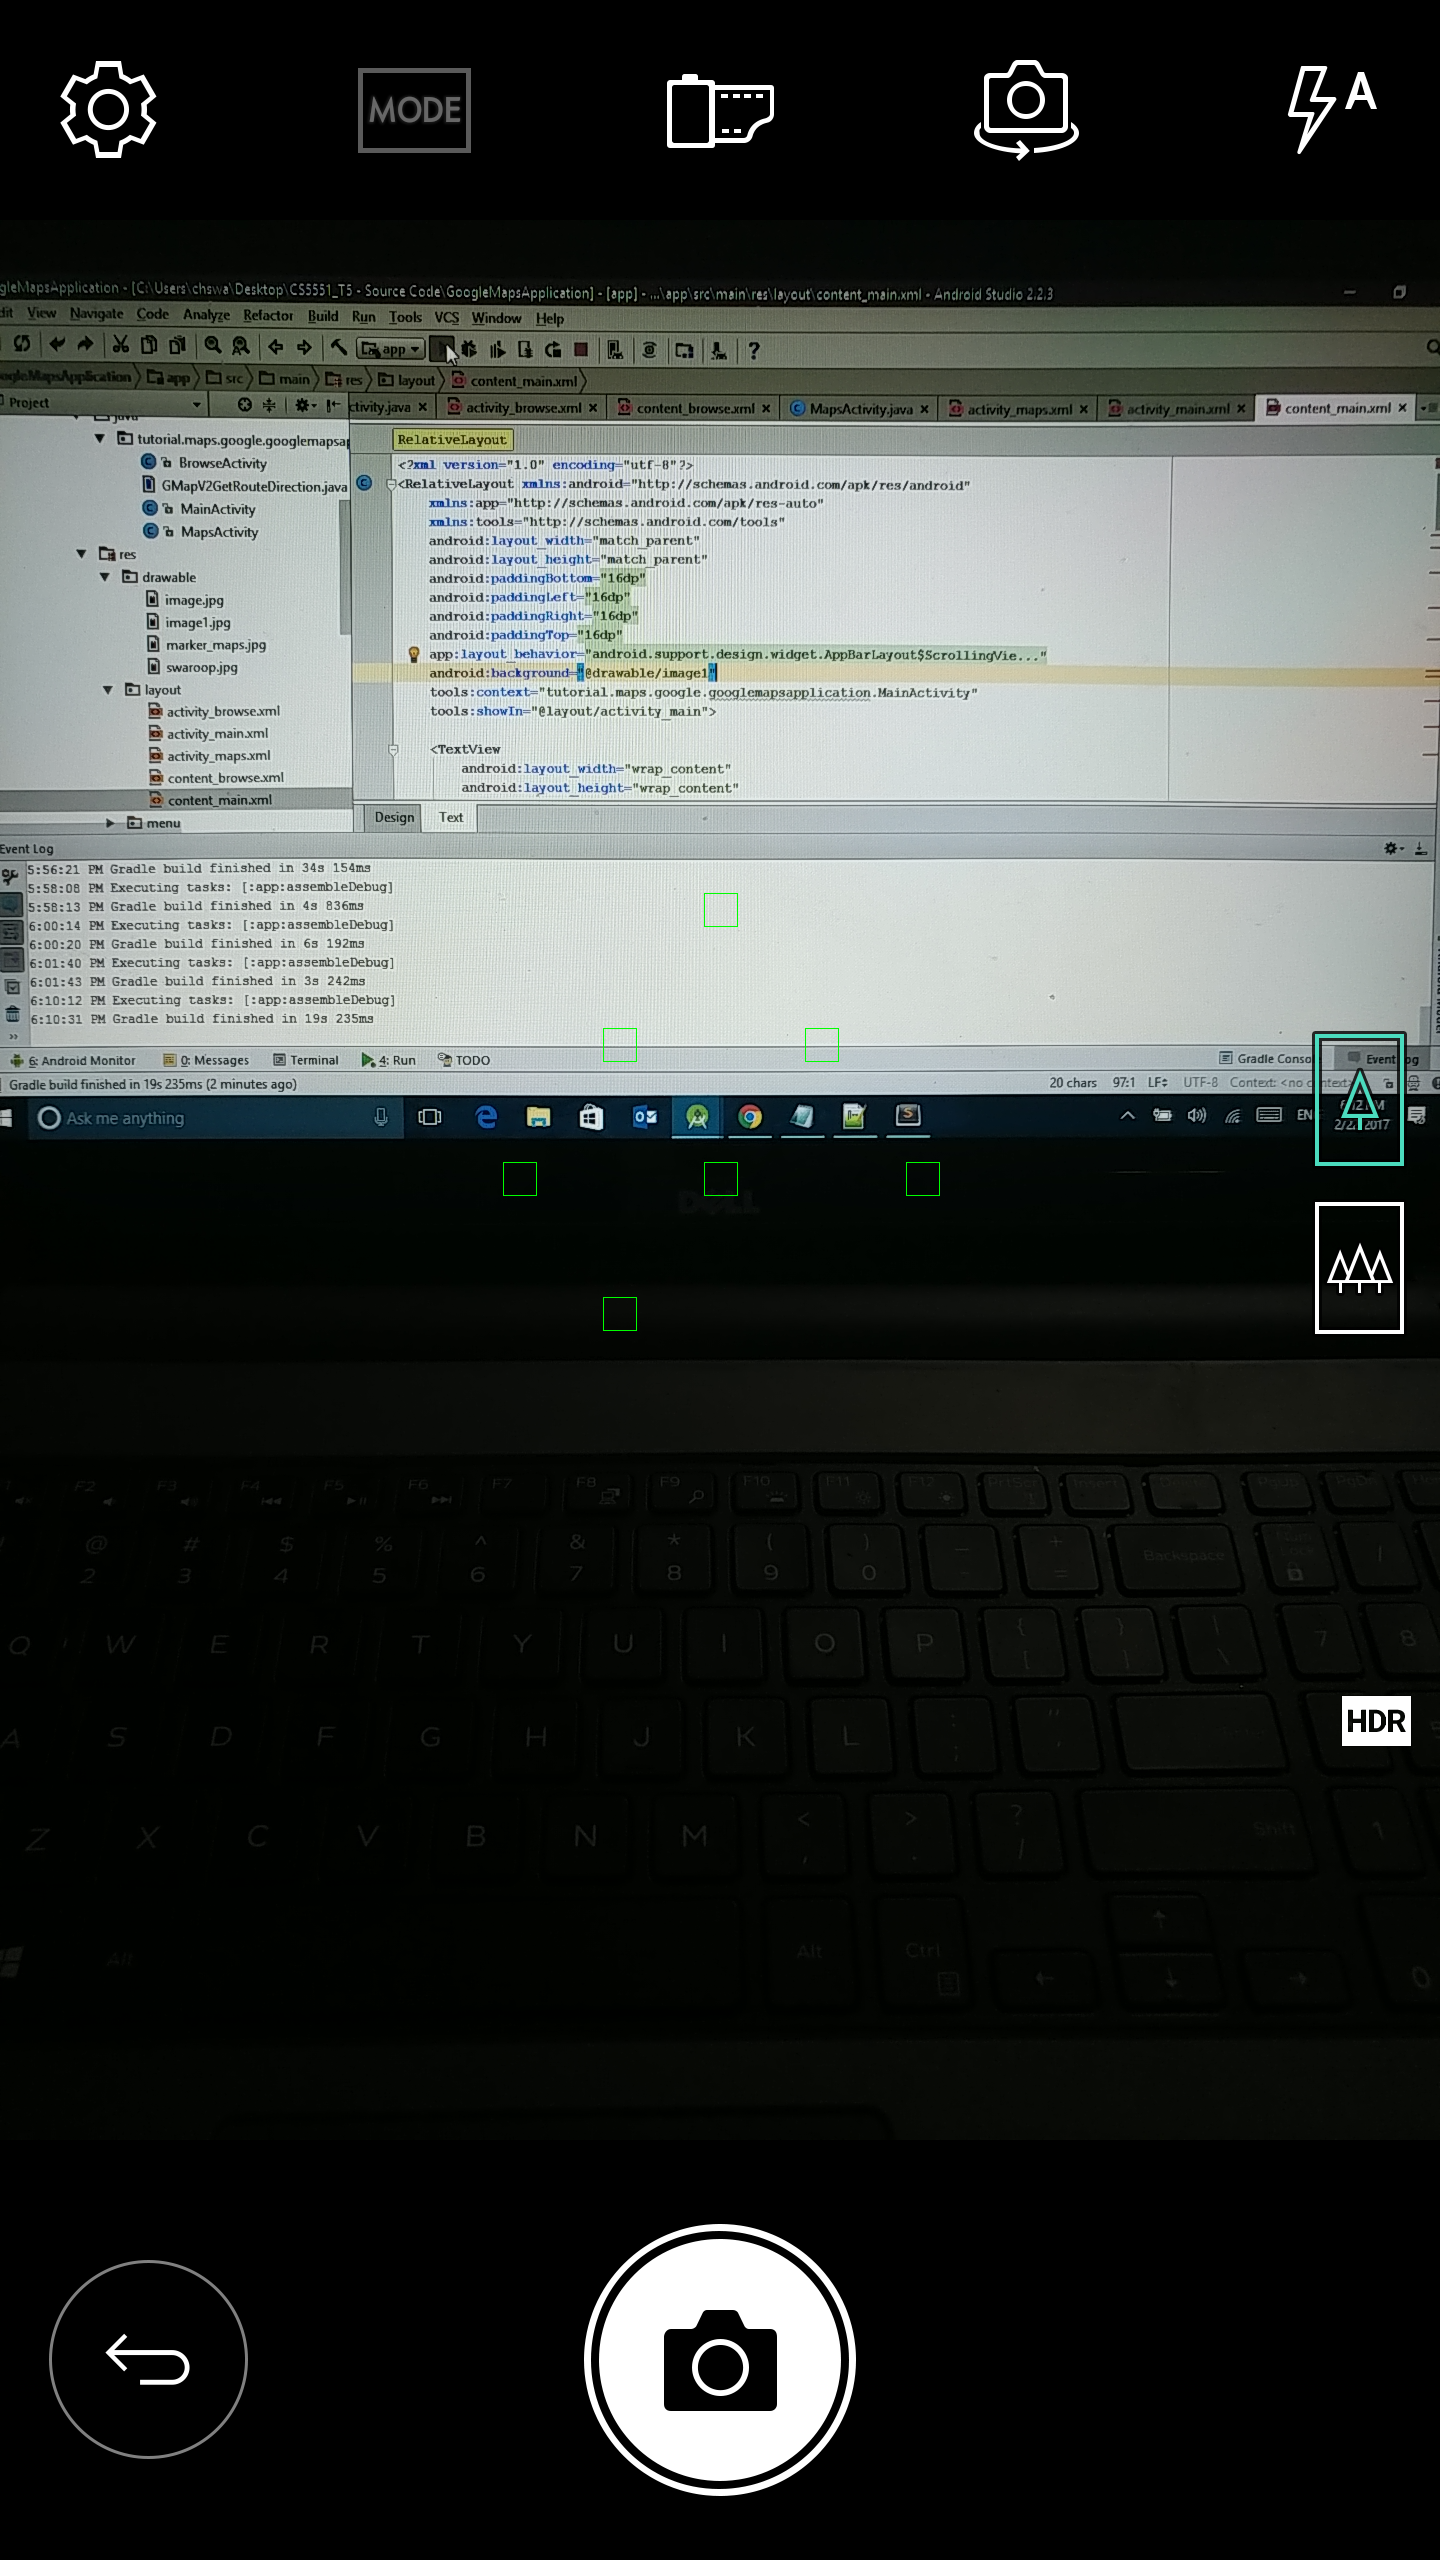 MODE
A
gleMapsApplication - [C:\Users\chswa\Desktop\CS5551_T5 - Source Code\GoogleMapsApplication] - [app] - ...\app\src\main\res\layout\content_main.xml - Android Studio 2.2.3
dit View Navigate Code Analyze Refactor Build Run Tools VCS Window Help
app ?
ogleMapsApplication app src main res layout content_main.xml
Project
ctivity.java activity_browse.xml content_browse.xml MapsActivity.java activity_maps.xml activity_main.xml content_main.xml
java
tutorial.maps.google.googlemapsap
BrowseActivity
GMapV2GetRouteDirection.java
MainActivity
MapsActivity
res
drawable
image.jpg
image1.jpg
marker_maps.jpg
swaroop.jpg
layout
activity_browse.xml
activity_main.xml
activity_maps.xml
content_browse.xml
content_main.xml
menu
RelativeLayout
<?xml version="1.0" encoding="utf-8"?>
<RelativeLayout xmlns:android="http://schemas.android.com/apk/res/android"
xmlns:app="http://schemas.android.com/apk/res-auto"
xmlns:tools="http://schemas.android.com/tools"
android:layout_width="match_parent"
android:layout_height="match_parent"
android:paddingBottom="16dp"
android:paddingLeft="16dp"
android:paddingRight="16dp"
android:paddingTop="16dp"
app:layout_behavior="android.support.design.widget.AppBarLayout$ScrollingVie..."
android:background="@drawable/image1"
tools:context="tutorial.maps.google.googlemapsapplication.MainActivity"
tools:showIn="@layout/activity_main">
<TextView
android:layout_width="wrap_content"
android:layout_height="wrap_content"
Design Text
Event Log
5:56:21 PM Gradle build finished in 34s 154ms
5:58:08 PM Executing tasks: [:app:assembleDebug]
5:58:13 PM Gradle build finished in 4s 836ms
6:00:14 PM Executing tasks: [:app:assembleDebug]
6:00:20 PM Gradle build finished in 6s 192ms
6:01:40 PM Executing tasks: [:app:assembleDebug]
6:01:43 PM Gradle build finished in 3s 242ms
6:10:12 PM Executing tasks: [:app:assembleDebug]
6:10:31 PM Gradle build finished in 19s 235ms
6: Android Monitor 0: Messages Terminal 4: Run TODO Gradle Conso Event Log
Gradle build finished in 19s 235ms (2 minutes ago) 20 chars 97:1 LF UTF-8 Context: <no context>
Ask me anything EN
DELL
F2 F3 F4 F5 F6 F7 F8 F9 F10 F11 F12 PrtScr Insert
@ # $ % ^ & * ( ) _ +
2 3 4 5 6 7 8 9 0 - = Backspace /
Q W E R T Y U I O P { [ } ] | \ 7 8
HDR
A S D F G H J K L : ; " '
Z X C V B N M < , > . ? / Shift 1
Alt Alt Ctrl 0